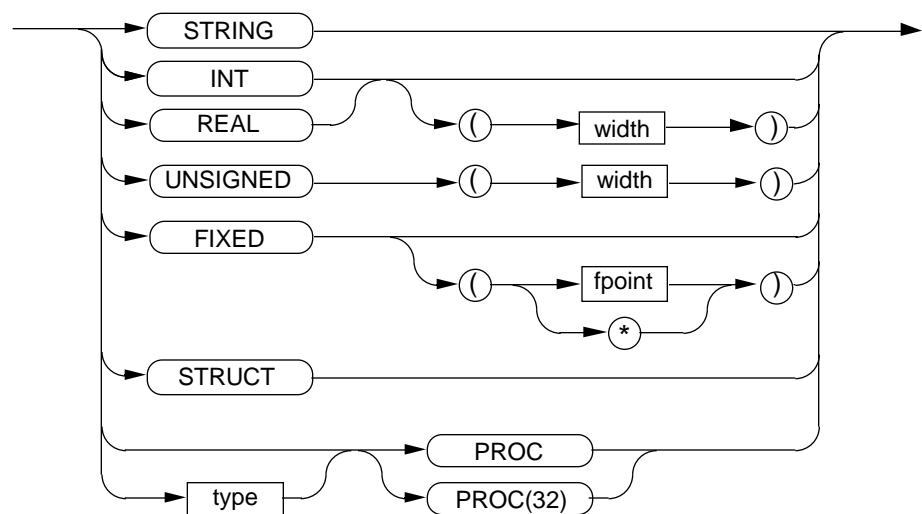 STRING
INT
REAL
( width )
UNSIGNED ( width )
FIXED
( fpoint )
*
STRUCT
PROC
type PROC(32)